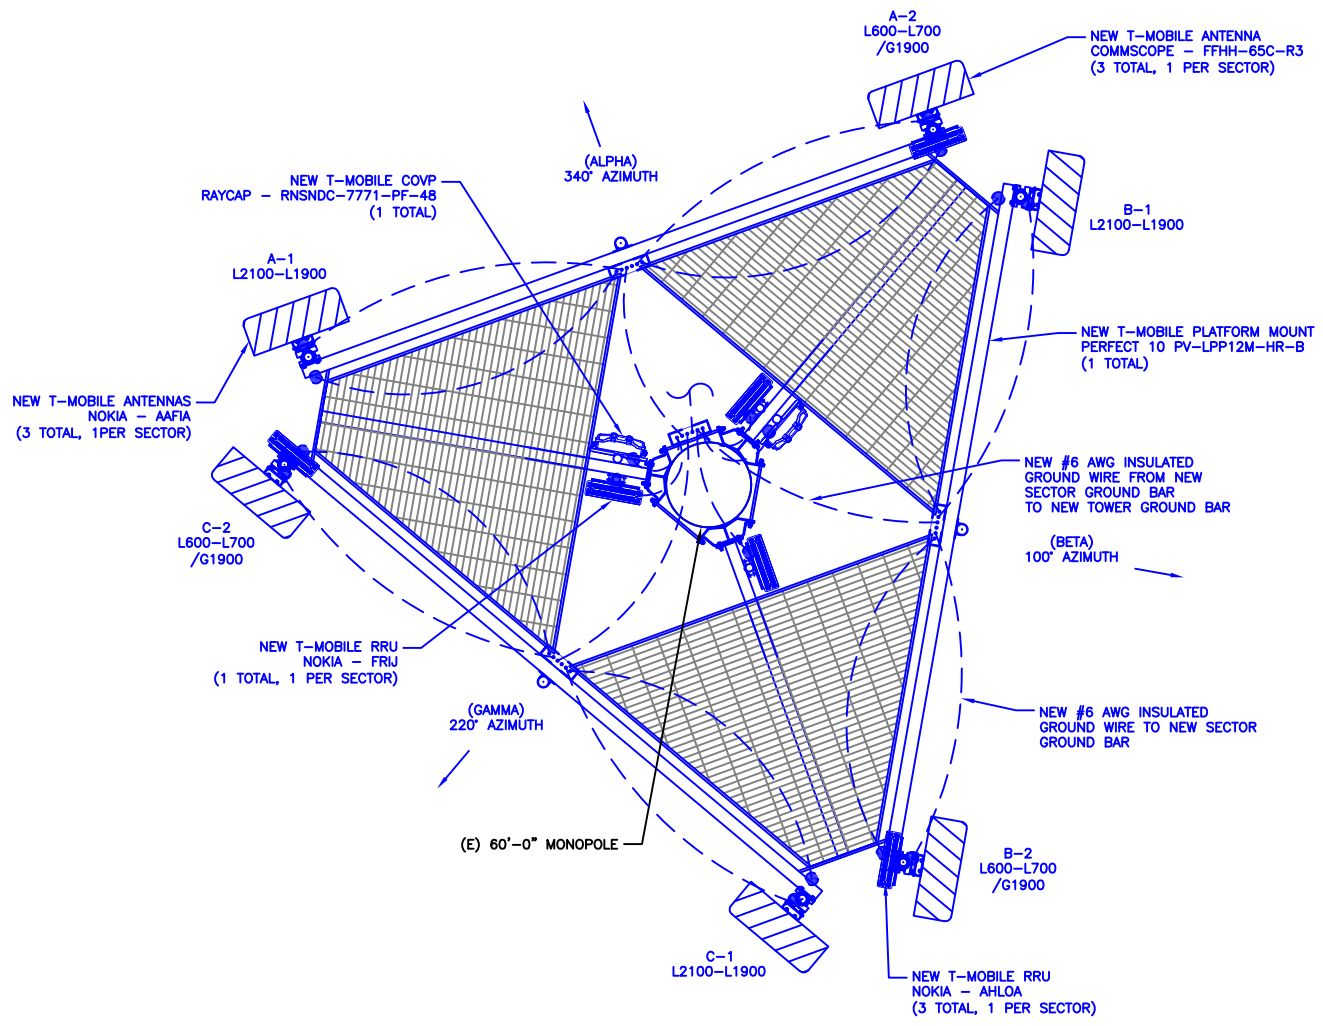 A-2
L600-L700
/G1900
NEW T-MOBILE ANTENNA
COMMSCOPE - FFHH-65C-R3
(3 TOTAL, 1 PER SECTOR)
(ALPHA)
340° AZIMUTH
NEW T-MOBILE COVP
RAYCAP - RNSNDC-7771-PF-48
(1 TOTAL)
B-1
L2100-L1900
A-1
L2100-L1900
NEW T-MOBILE PLATFORM MOUNT
PERFECT 10 PV-LPP12M-HR-B
(1 TOTAL)
NEW T-MOBILE ANTENNAS
NOKIA - AAFIA
(3 TOTAL, 1PER SECTOR)
NEW #6 AWG INSULATED
GROUND WIRE FROM NEW
SECTOR GROUND BAR
TO NEW TOWER GROUND BAR
C-2
L600-L700
/G1900
(BETA)
100° AZIMUTH
NEW T-MOBILE RRU
NOKIA - FRIJ
(1 TOTAL, 1 PER SECTOR)
(GAMMA)
220° AZIMUTH
NEW #6 AWG INSULATED
GROUND WIRE TO NEW SECTOR
GROUND BAR
(E) 60'-0" MONOPOLE
B-2
L600-L700
/G1900
C-1
L2100-L1900
NEW T-MOBILE RRU
NOKIA - AHLOA
(3 TOTAL, 1 PER SECTOR)